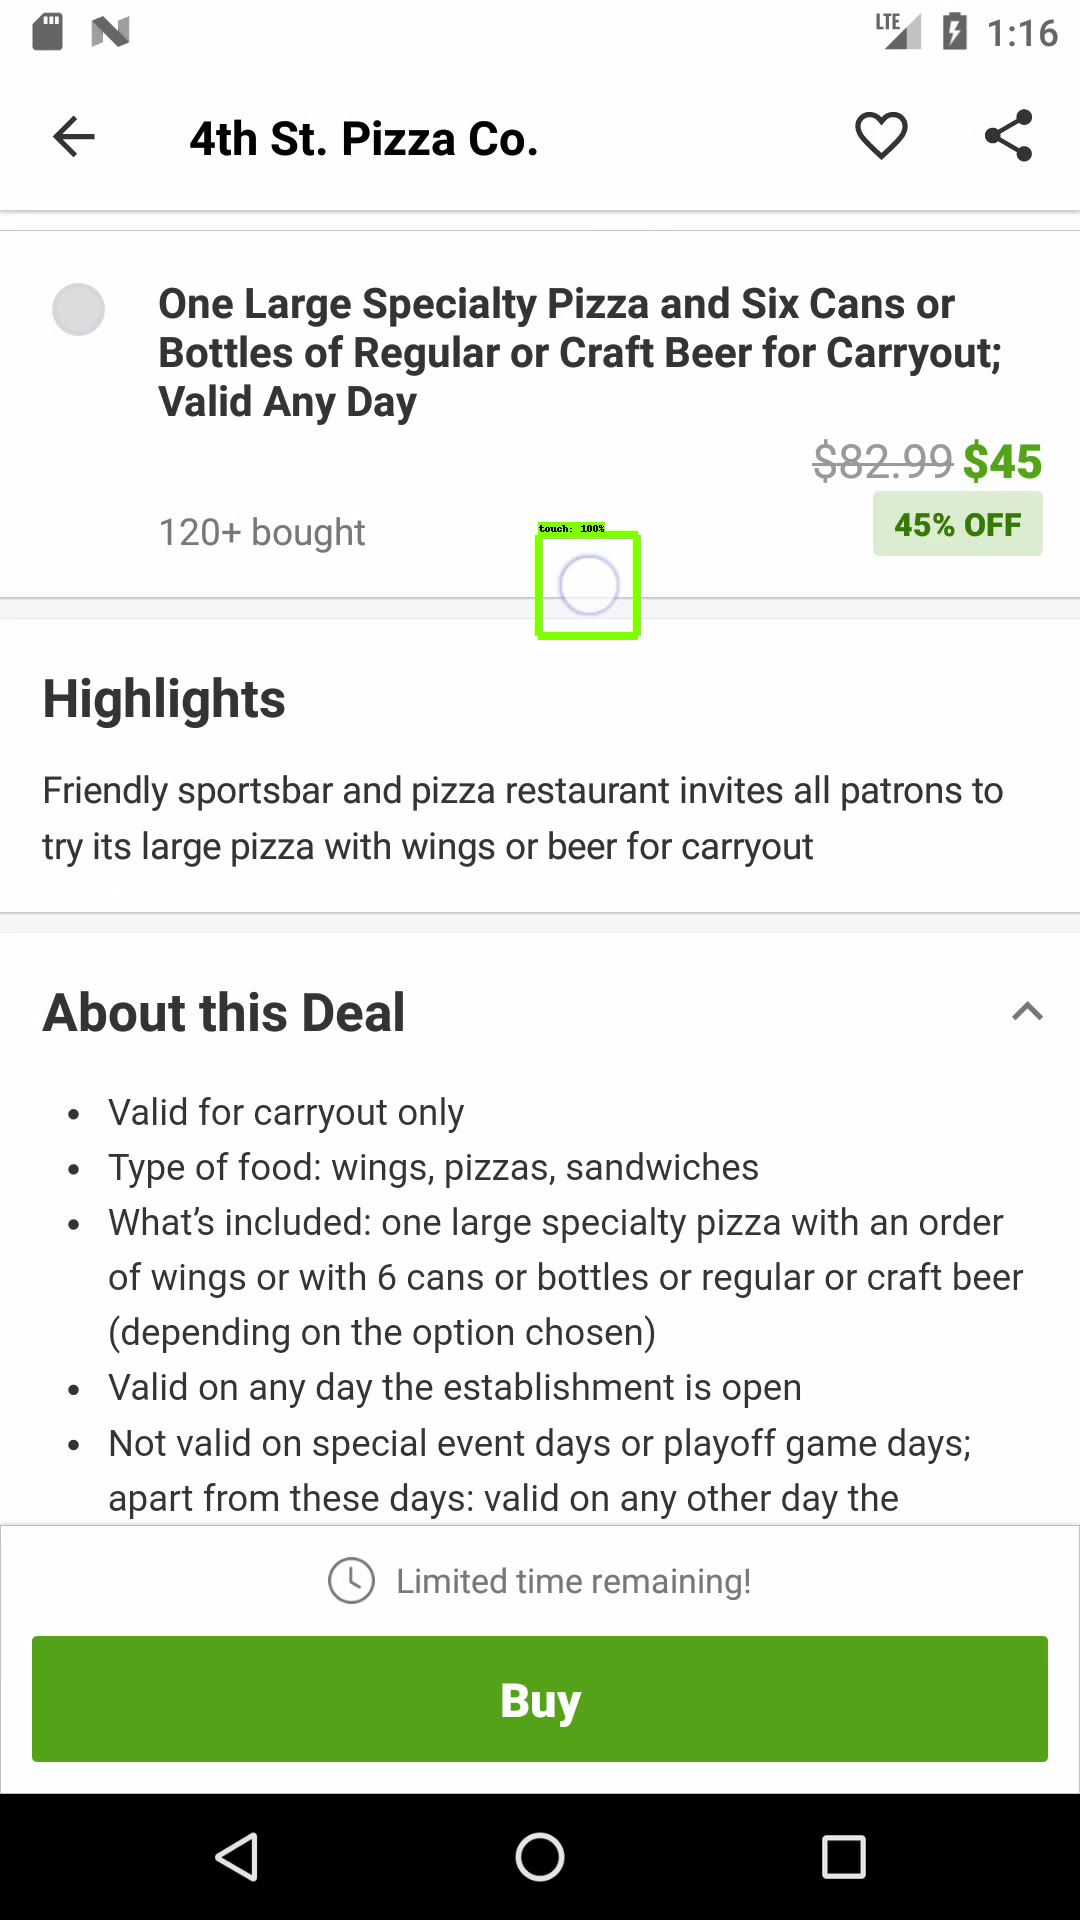 LTE 1:16
4th St. Pizza Co.
One Large Specialty Pizza and Six Cans or
Bottles of Regular or Craft Beer for Carryout;
Valid Any Day
$82.99 $45
120+ bought
45% OFF
touch: 100%
Highlights
Friendly sportsbar and pizza restaurant invites all patrons to
try its large pizza with wings or beer for carryout
About this Deal
• Valid for carryout only
• Type of food: wings, pizzas, sandwiches
• What’s included: one large specialty pizza with an order
of wings or with 6 cans or bottles or regular or craft beer
(depending on the option chosen)
• Valid on any day the establishment is open
• Not valid on special event days or playoff game days;
apart from these days: valid on any other day the
Limited time remaining!
Buy